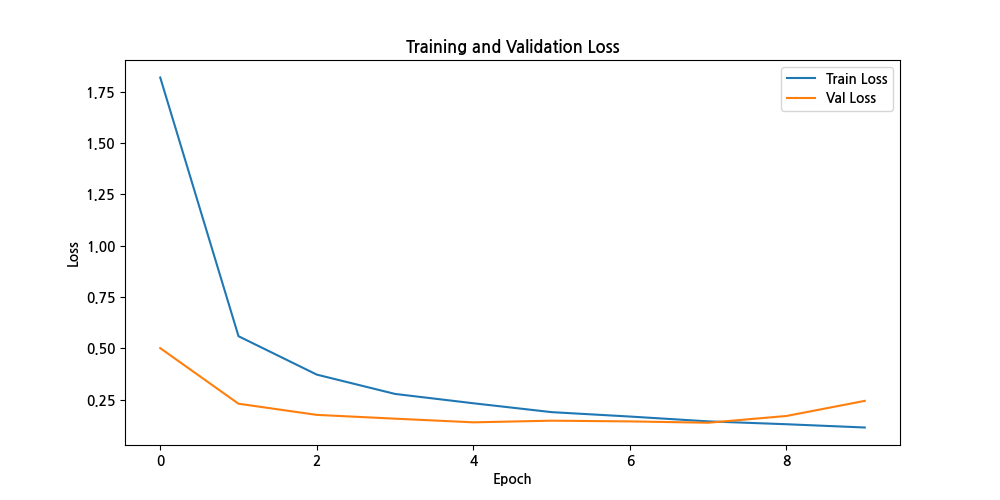 Training and Validation Loss
Train Loss
Val Loss
1.75
1.50
1.25
1.00
0.75
0.50
0.25
Loss
0 2 4 6 8
Epoch